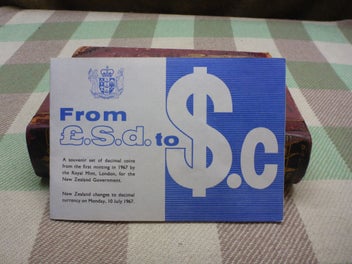 From
£.S.d. to
$.c
A souvenir set of decimal coins
from the first minting in 1967 by
the Royal Mint, London, for the
New Zealand Government.
New Zealand changes to decimal
currency on Monday, 10 July 1967.